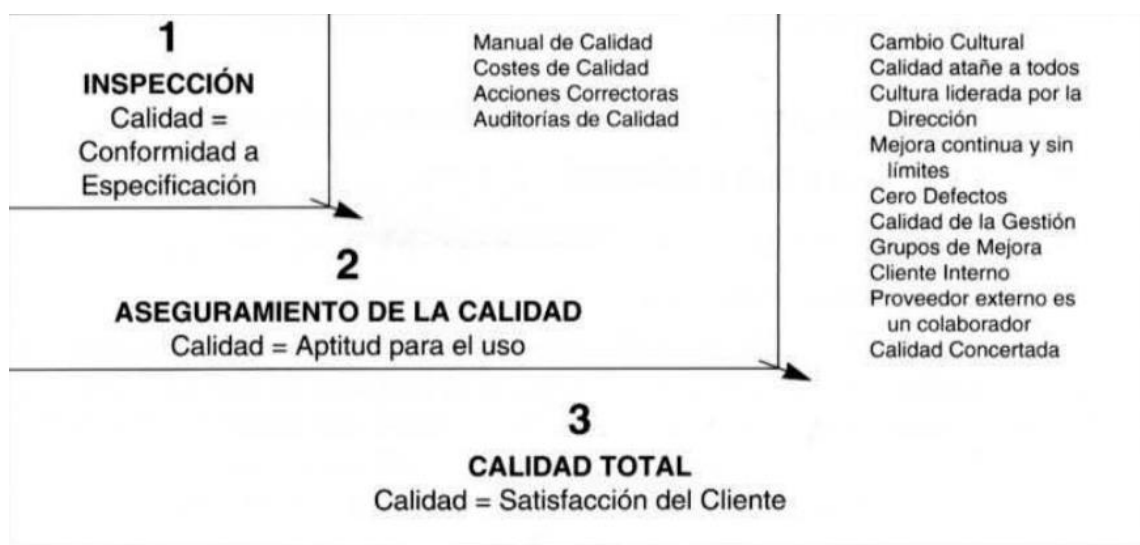 1
INSPECCIÓN
Calidad =
Conformidad a
Especificación
Manual de Calidad
Costes de Calidad
Acciones Correctoras
Auditorías de Calidad
Cambio Cultural
Calidad atañe a todos
Cultura liderada por la
Dirección
Mejora continua y sin
límites
Cero Defectos
Calidad de la Gestión
Grupos de Mejora
Cliente Interno
Proveedor externo es
un colaborador
Calidad Concertada
2
ASEGURAMIENTO DE LA CALIDAD
Calidad = Aptitud para el uso
3
CALIDAD TOTAL
Calidad = Satisfacción del Cliente